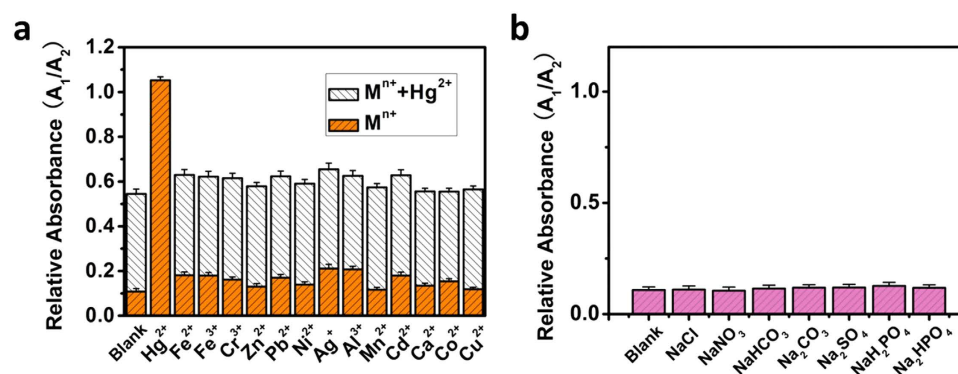 a
Relative Absorbance (A₁/A₂)
1.2
1.0
0.8
0.6
0.4
0.2
0.0
Mⁿ⁺+Hg²⁺
Mⁿ⁺
Blank
Hg²⁺
Fe²⁺
Fe³⁺
Cr³⁺
Zn²⁺
Pb²⁺
Ni²⁺
Ag⁺
Al³⁺
Mn²⁺
Cd²⁺
Ca²⁺
Co²⁺
Cu²⁺
b
Relative Absorbance (A₁/A₂)
1.0
0.5
0.0
Blank
NaCl
NaNO₃
NaHCO₃
Na₂CO₃
Na₂SO₄
NaH₂PO₄
Na₂HPO₄